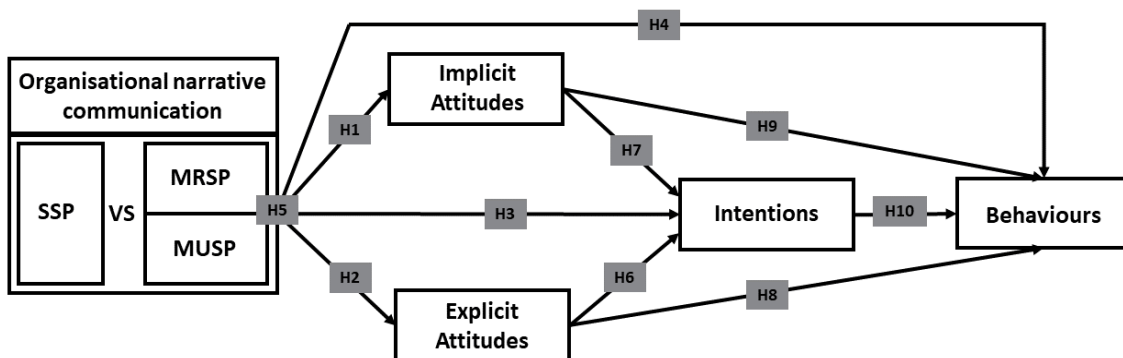 H4
Organisational narrative
communication
Implicit
Attitudes
H1
H9
H7
SSP
VS
MRSP
MUSP
H5
H3
Intentions
H10
Behaviours
H2
H6
H8
Explicit
Attitudes